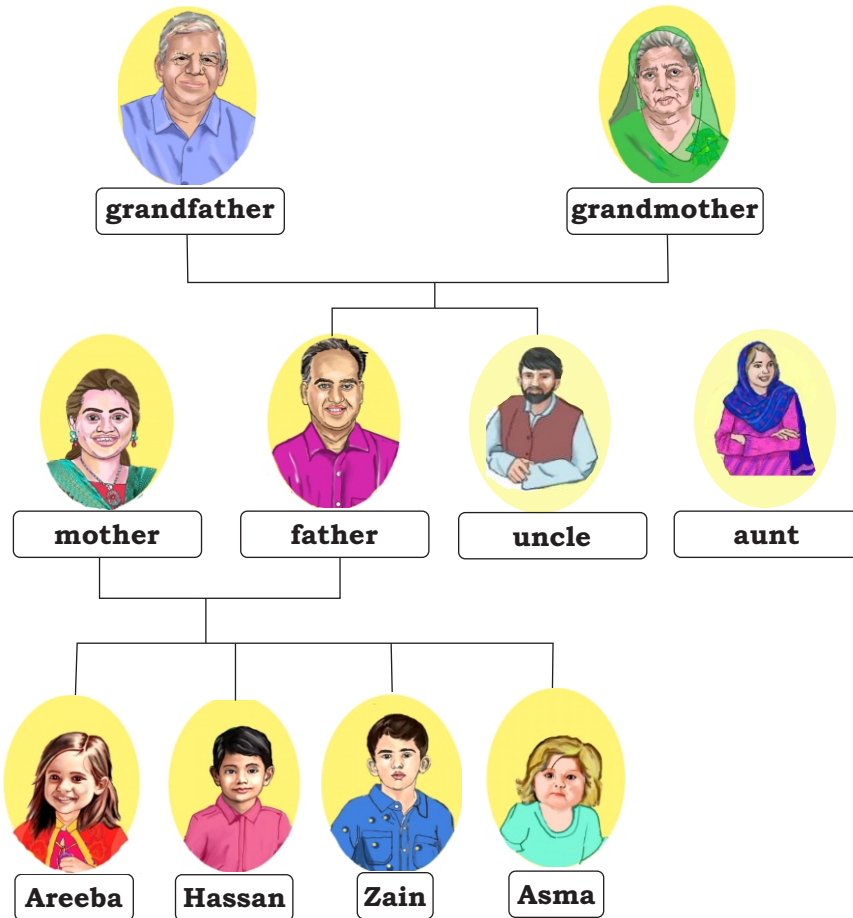 grandfather
grandmother
mother
father
uncle
aunt
Areeba
Hassan
Zain
Asma